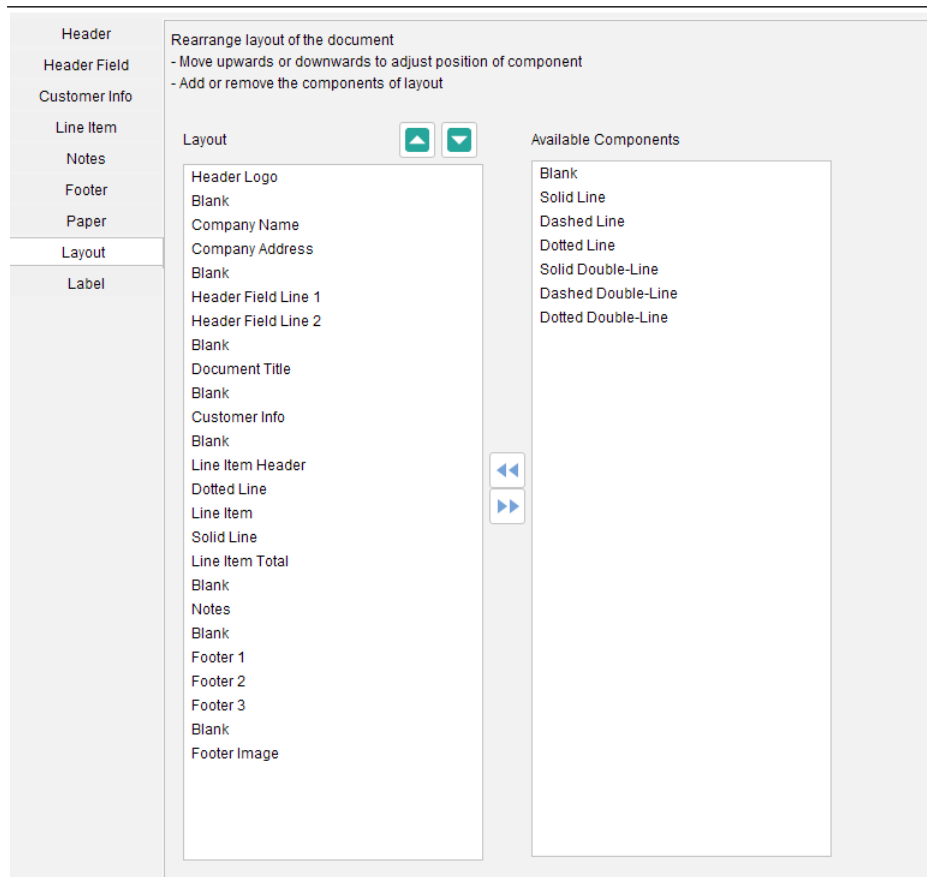 Header
Header Field
Customer Info
Line Item
Notes
Footer
Paper
Layout
Label
Rearrange layout of the document
- Move upwards or downwards to adjust position of component
- Add or remove the components of layout
Layout
Header Logo
Blank
Company Name
Company Address
Blank
Header Field Line 1
Header Field Line 2
Blank
Document Title
Blank
Customer Info
Blank
Line Item Header
Dotted Line
Line Item
Solid Line
Line Item Total
Blank
Notes
Blank
Footer 1
Footer 2
Footer 3
Blank
Footer Image
Available Components
Blank
Solid Line
Dashed Line
Dotted Line
Solid Double-Line
Dashed Double-Line
Dotted Double-Line